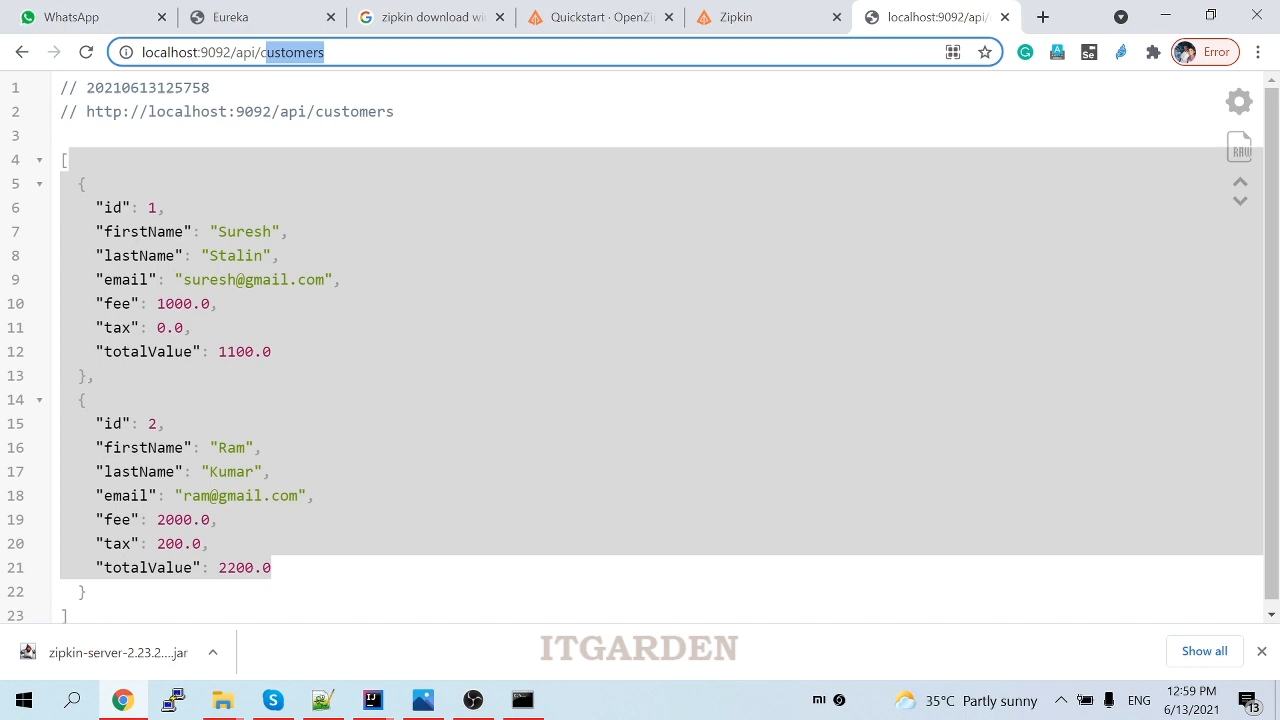 WhatsApp
Eureka
zipkin download wi
Quickstart · OpenZi
Zipkin
localhost:9092/api/
localhost:9092/api/customers
Se
Error
1 // 20210613125758
2 // http://localhost:9092/api/customers
3
4 [
5 {
6 "id": 1,
7 "firstName": "Suresh",
8 "lastName": "Stalin",
9 "email": "suresh@gmail.com",
10 "fee": 1000.0,
11 "tax": 0.0,
12 "totalValue": 1100.0
13 },
14 {
15 "id": 2,
16 "firstName": "Ram",
17 "lastName": "Kumar",
18 "email": "ram@gmail.com",
19 "fee": 2000.0,
20 "tax": 200.0,
21 "totalValue": 2200.0
22 }
23 ]
RAW
zipkin-server-2.23.2....jar
ITGARDEN
Show all
35°C Partly sunny
ENG
12:59 PM
6/13/2021
13